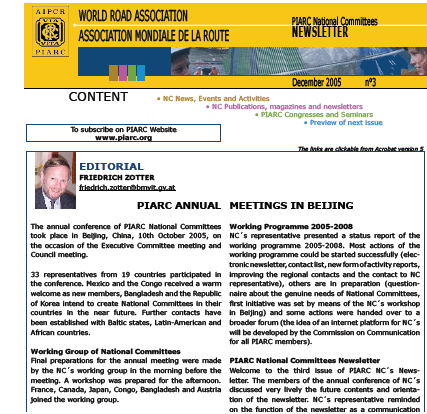 AIPCR
PIARC
WORLD ROAD ASSOCIATION
ASSOCIATION MONDIALE DE LA ROUTE
PIARC National Committees
NEWSLETTER
December 2005 n°3
CONTENT
• NC News, Events and Activities
• NC Publications, magazines and newsletters
• PIARC Congresses and Seminars
• Preview of next issue
To subscribe on PIARC Website
www.piarc.org
The links are clickable from Acrobat version 5
EDITORIAL
FRIEDRICH ZOTTER
friedrich.zotter@bmvit.gv.at
PIARC ANNUAL MEETINGS IN BEIJING
The annual conference of PIARC National Committees
took place in Beijing, China, 10th October 2005, on
the occasion of the Executive Committee meeting and
Council meeting.
33 representatives from 19 countries participated in
the conference. Mexico and the Congo received a warm
welcome as new members, Bangladesh and the Republic
of Korea intend to create National Committees in their
countries in the near future. Further contacts have
been established with Baltic states, Latin-American and
African countries.
Working Group of National Committees
Final preparations for the annual meeting were made
by the NC´s working group in the morning before the
meeting. A workshop was prepared for the afternoon.
France, Canada, Japan, Congo, Bangladesh and Austria
joined the working group.
Working Programme 2005-2008
NC´s representative presented a status report of the
working programme 2005-2008. Most actions of the
working programme could be started successfully (elec-
tronic newsletter, contact list, new form of activity reports,
improving the regional contacts and the contact to NC
representative), others are in preparation (question-
naire about the genuine needs of National Committees,
first initiative was set by means of the NC´s workshop
in Beijing) and some actions were handed over to a
broader forum (the idea of an internet platform for NC´s
will be developed by the Commission on Communication
for all PIARC members).
PIARC National Committees Newsletter
Welcome to the third issue of PIARC NC´s News-
letter. The members of the annual conference of NC´s
discussed very lively the future contents and orienta-
tion of the newsletter. NC´s representative reminded
on the function of the newsletter as a communication